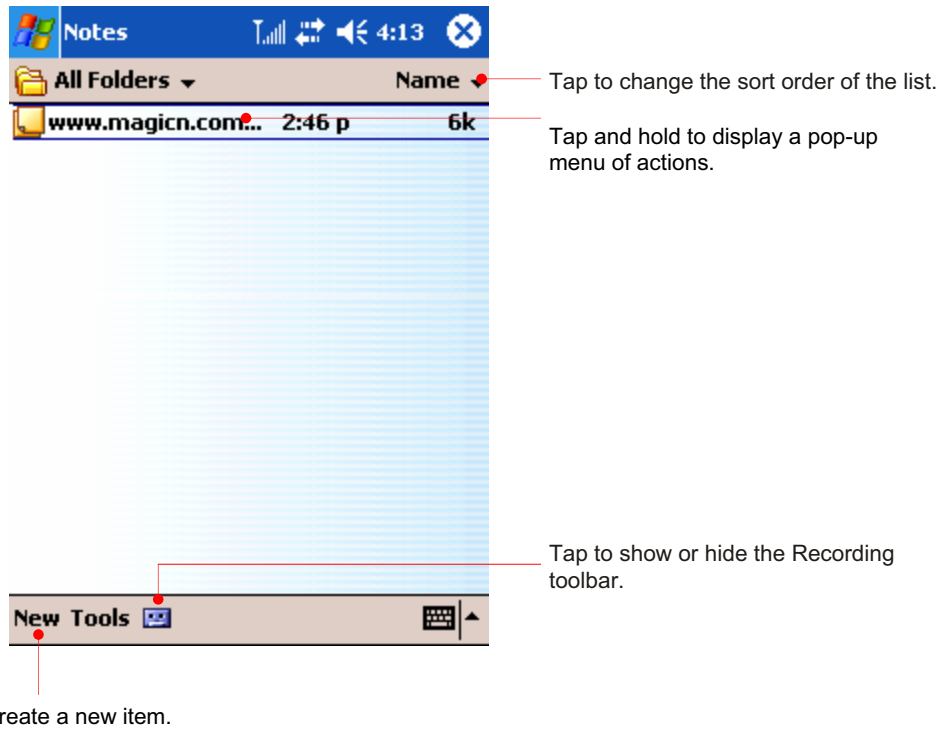 Notes 4:13
All Folders Name
www.magicn.com... 2:46 p 6k
Tap to change the sort order of the list.
Tap and hold to display a pop-up
menu of actions.
Tap to show or hide the Recording
toolbar.
New Tools
reate a new item.